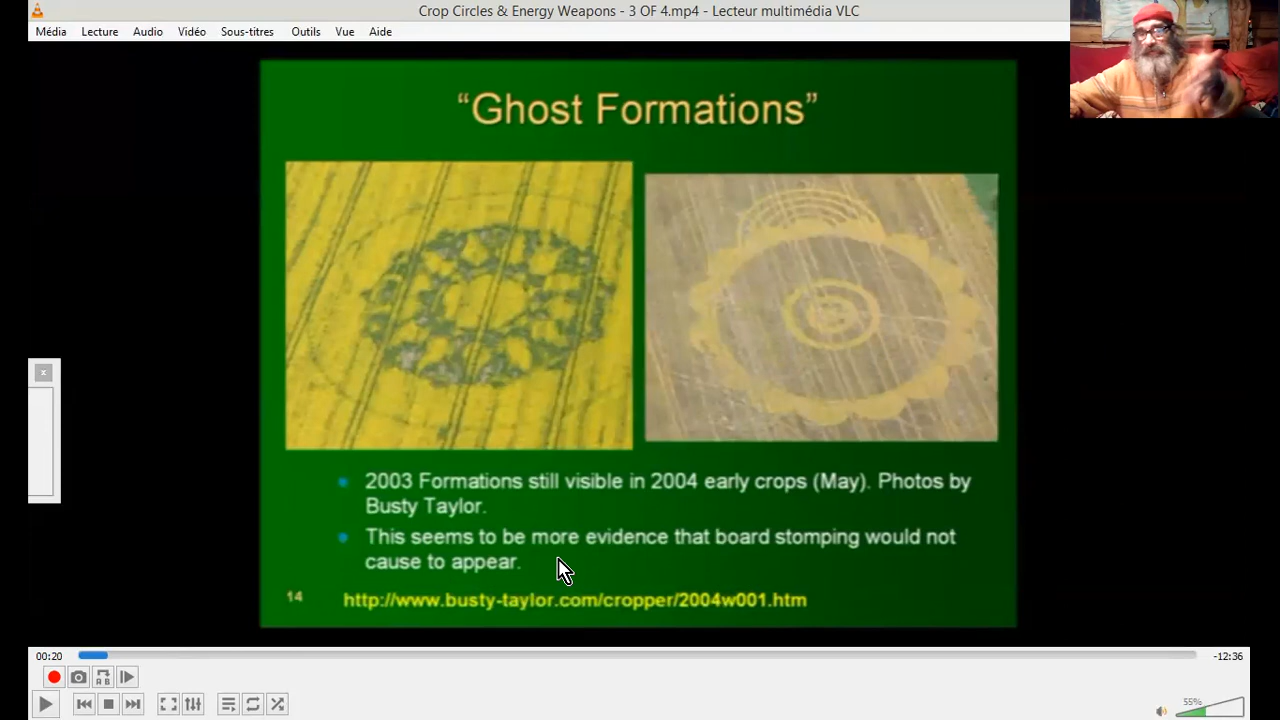 Crop Circles & Energy Weapons - 3 OF 4.mp4 - Lecteur multimédia VLC
Média Lecture Audio Vidéo Sous-titres Outils Vue Aide
“Ghost Formations”
2003 Formations still visible in 2004 early crops (May). Photos by
Busty Taylor.
This seems to be more evidence that board stomping would not
cause to appear.
14
http://www.busty-taylor.com/cropper/2004w001.htm
x
00:20
-12:36
A B
55%